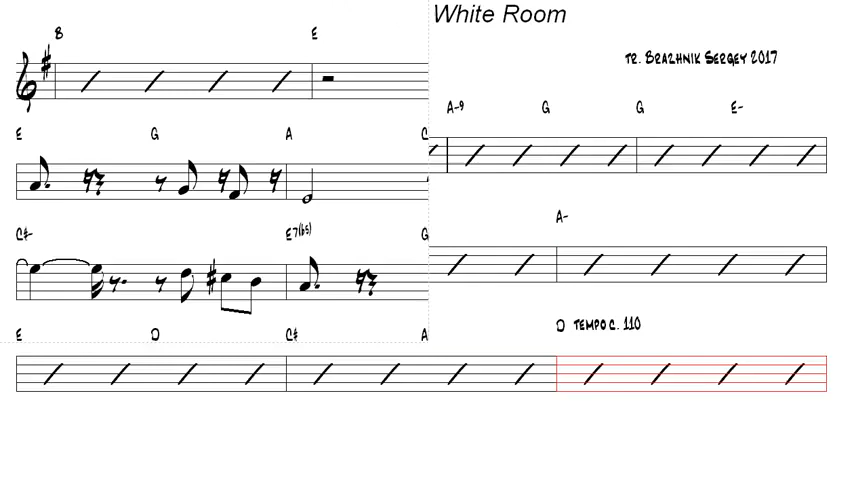 White Room
TR. BRAZHNIK SERGEY 2017
B E
A-9 G G E-
E G A C
A-
C#- E7(b5) G
D TEMPO C. 110
E D C# A